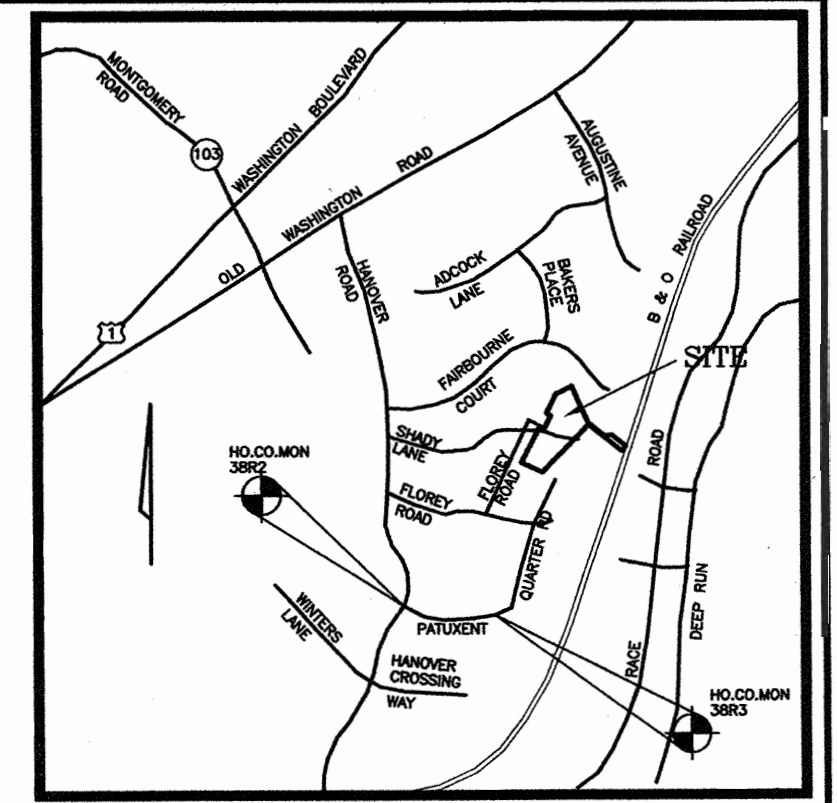 MONTGOMERY
ROAD
103
WASHINGTON BOULEVARD
OLD WASHINGTON ROAD
1
AUGUSTINE
AVENUE
HANOVER
ROAD
ADCOCK
LANE
BAKERS
PLACE
B & O RAILROAD
FAIRBOURNE
COURT
SITE
SHADY
LANE
FLOREY
ROAD
FLOREY
ROAD
HO.CO.MON
38R2
QUARTER RD
PATUXENT
WINTERS
LANE
HANOVER
CROSSING
WAY
RACE ROAD
DEEP RUN
HO.CO.MON
38R3